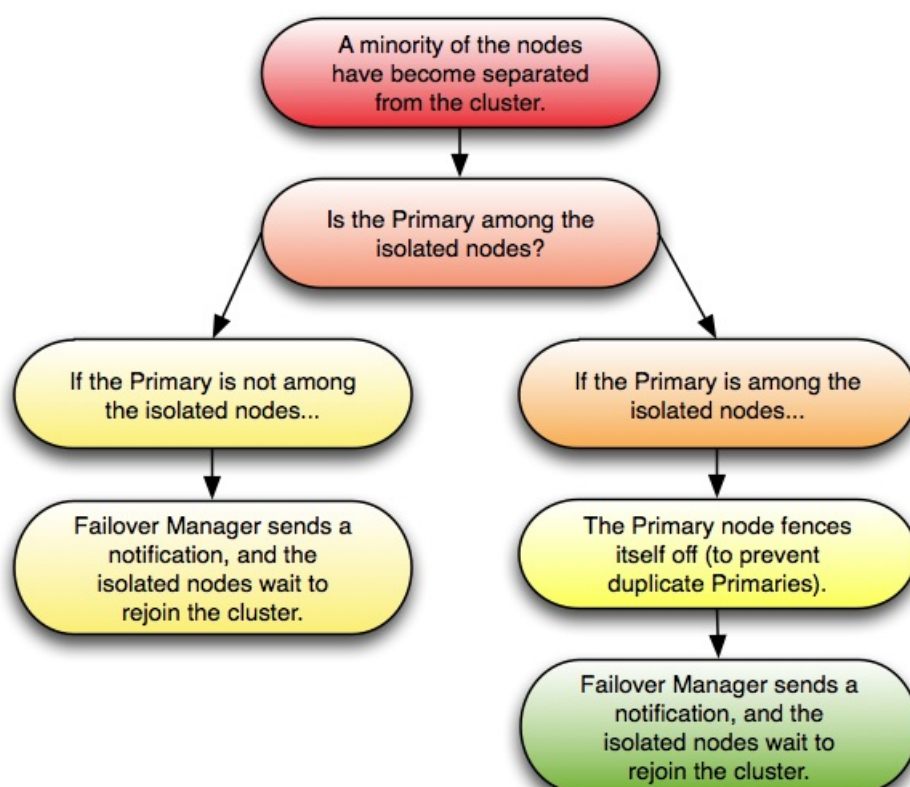 A minority of the nodes
have become separated
from the cluster.
Is the Primary among the
isolated nodes?
If the Primary is not among
the isolated nodes...
If the Primary is among the
isolated nodes...
Failover Manager sends a
notification, and the
isolated nodes wait to
rejoin the cluster.
The Primary node fences
itself off (to prevent
duplicate Primaries).
Failover Manager sends a
notification, and the
isolated nodes wait to
rejoin the cluster.